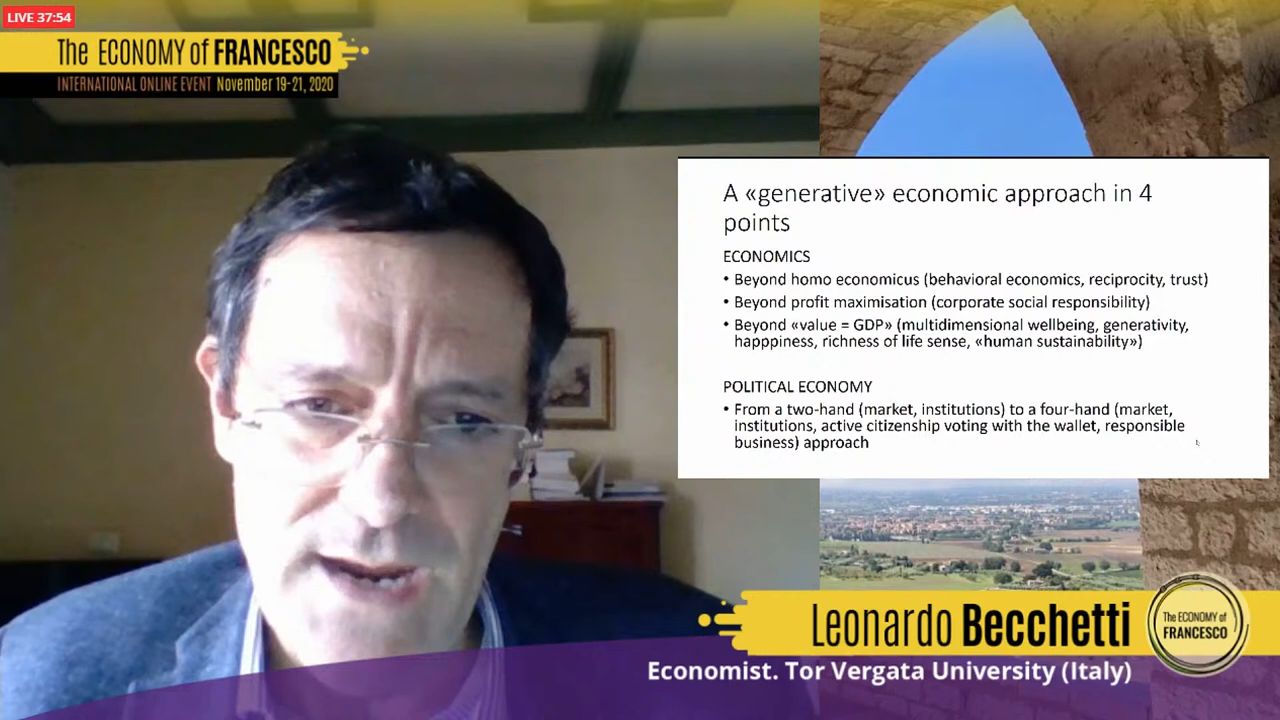 LIVE 37:54
The ECONOMY of FRANCESCO
INTERNATIONAL ONLINE EVENT November 19-21, 2020
A «generative» economic approach in 4
points
ECONOMICS
• Beyond homo economicus (behavioral economics, reciprocity, trust)
• Beyond profit maximisation (corporate social responsibility)
• Beyond «value = GDP» (multidimensional wellbeing, generativity,
happpiness, richness of life sense, «human sustainability»)
POLITICAL ECONOMY
• From a two-hand (market, institutions) to a four-hand (market,
institutions, active citizenship voting with the wallet, responsible
business) approach
Leonardo Becchetti
Economist. Tor Vergata University (Italy)
The ECONOMY of
FRANCESCO